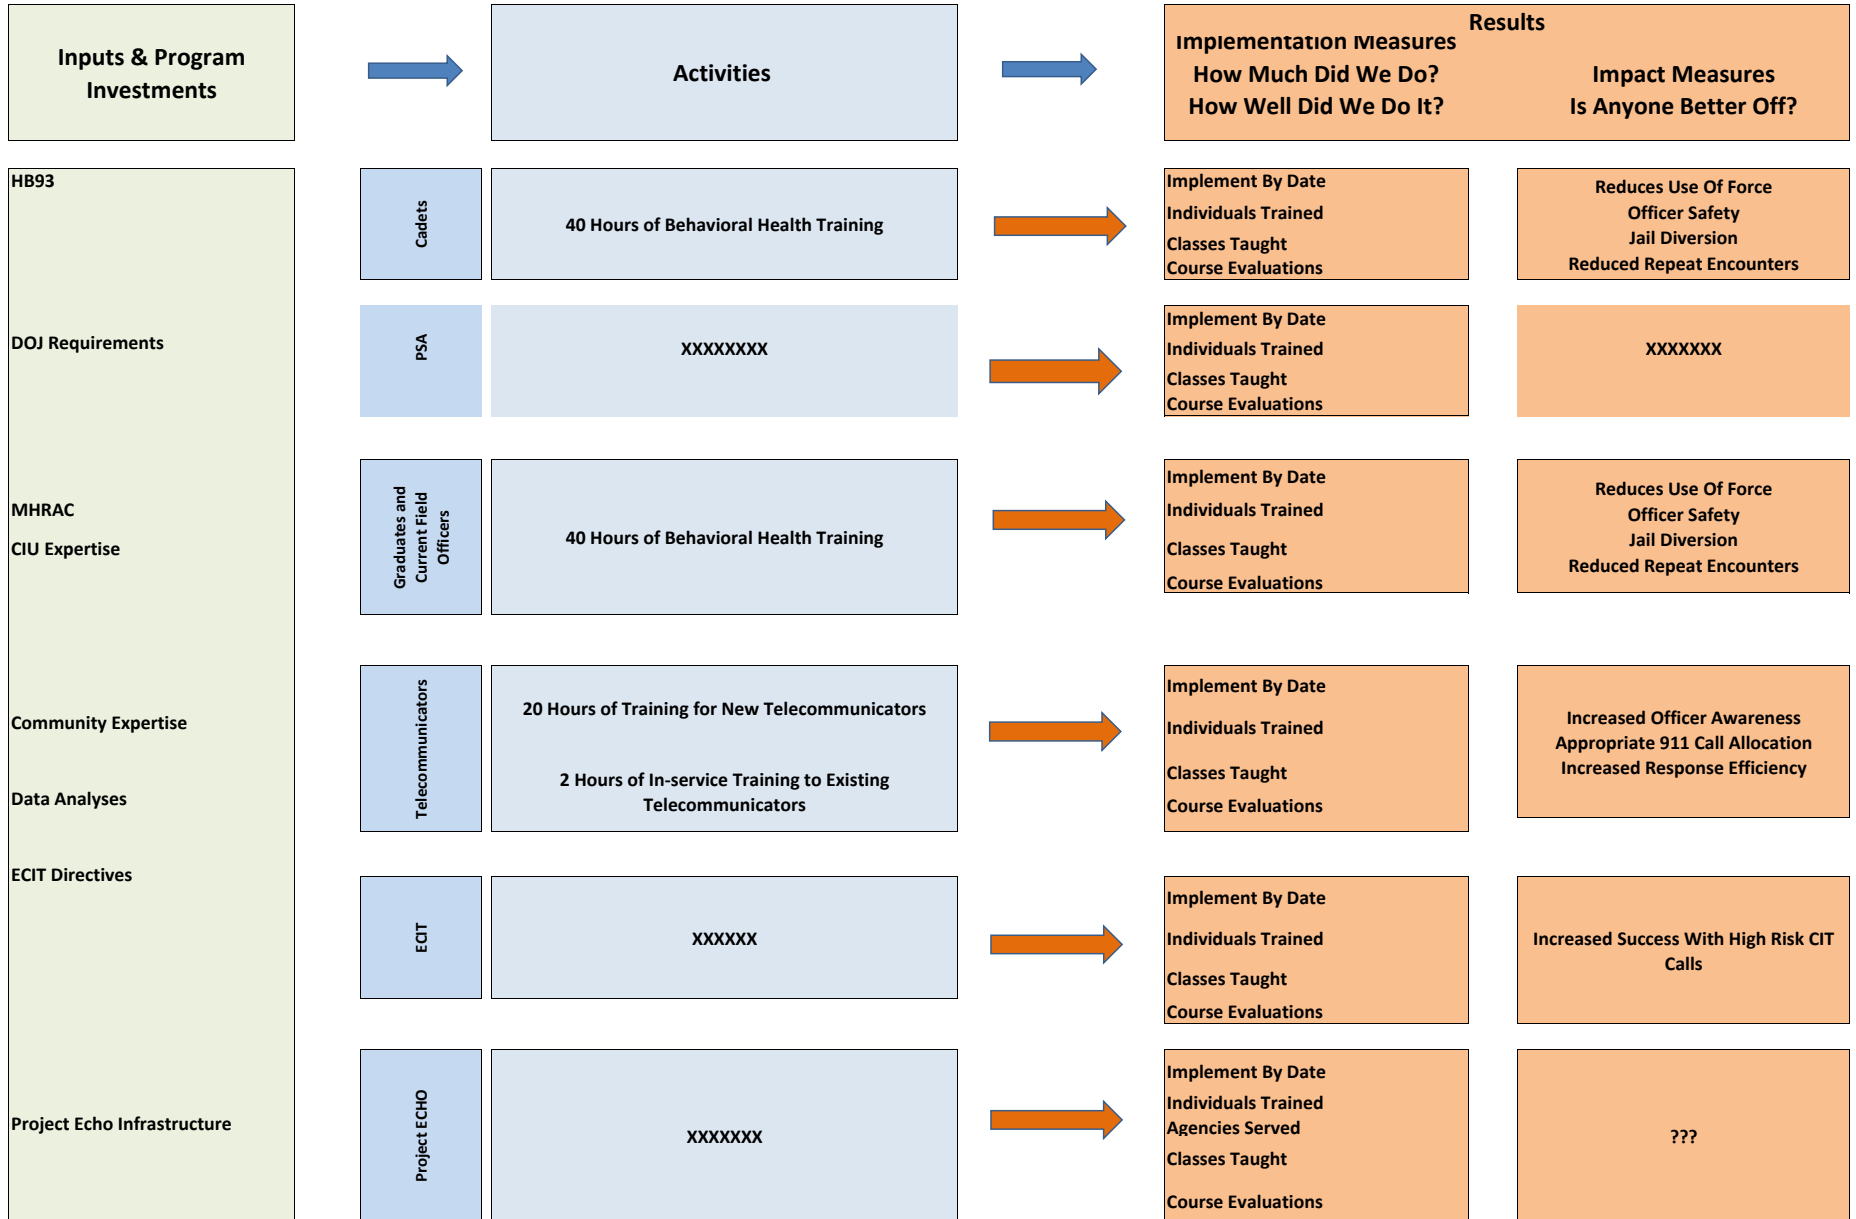 Inputs & Program
Investments
Activities
Results
Implementation Measures
How Much Did We Do?
How Well Did We Do It?
Impact Measures
Is Anyone Better Off?
HB93
DOJ Requirements
MHRAC
CIU Expertise
Community Expertise
Data Analyses
ECIT Directives
Project Echo Infrastructure
Cadets
40 Hours of Behavioral Health Training
Implement By Date
Individuals Trained
Classes Taught
Course Evaluations
Reduces Use Of Force
Officer Safety
Jail Diversion
Reduced Repeat Encounters
PSA
XXXXXXXX
Implement By Date
Individuals Trained
Classes Taught
Course Evaluations
XXXXXXX
Graduates and
Current Field
Officers
40 Hours of Behavioral Health Training
Implement By Date
Individuals Trained
Classes Taught
Course Evaluations
Reduces Use Of Force
Officer Safety
Jail Diversion
Reduced Repeat Encounters
Telecommunicators
20 Hours of Training for New Telecommunicators
2 Hours of In-service Training to Existing
Telecommunicators
Implement By Date
Individuals Trained
Classes Taught
Course Evaluations
Increased Officer Awareness
Appropriate 911 Call Allocation
Increased Response Efficiency
ECIT
XXXXXX
Implement By Date
Individuals Trained
Classes Taught
Course Evaluations
Increased Success With High Risk CIT
Calls
Project ECHO
XXXXXXX
Implement By Date
Individuals Trained
Agencies Served
Classes Taught
Course Evaluations
???